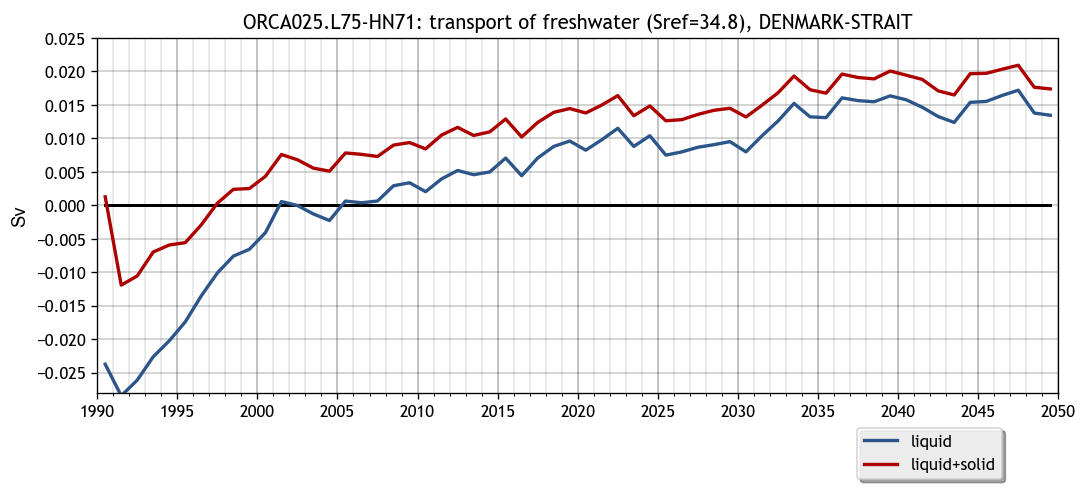 ORCA025.L75-HN71: transport of freshwater (Sref=34.8), DENMARK-STRAIT
0.025
0.020
0.015
0.010
0.005
0.000
−0.005
−0.010
−0.015
−0.020
−0.025
Sv
1990 1995 2000 2005 2010 2015 2020 2025 2030 2035 2040 2045 2050
liquid
liquid+solid